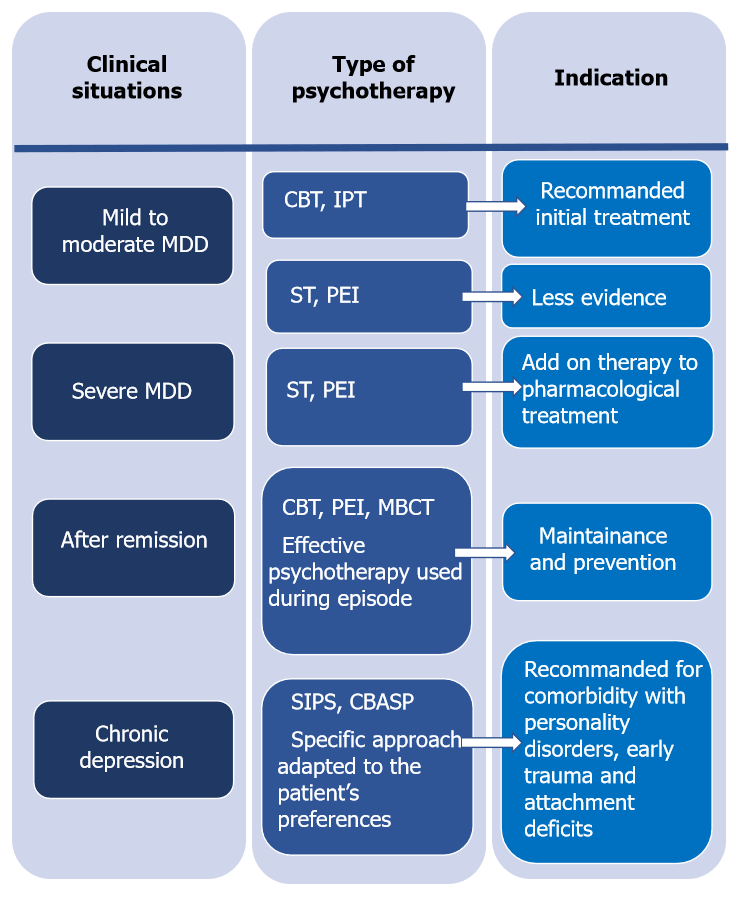 Clinical
situations
Type of
psychotherapy
Indication
Mild to
moderate MDD
CBT, IPT
Recommanded
initial treatment
ST, PEI
Less evidence
Severe MDD
ST, PEI
Add on therapy to
pharmacological
treatment
After remission
CBT, PEI, MBCT
Effective
psychotherapy used
during episode
Maintainance
and prevention
Chronic
depression
SIPS, CBASP
Specific approach
adapted to the
patient’s
preferences
Recommanded for
comorbidity with
personality
disorders, early
trauma and
attachment
deficits